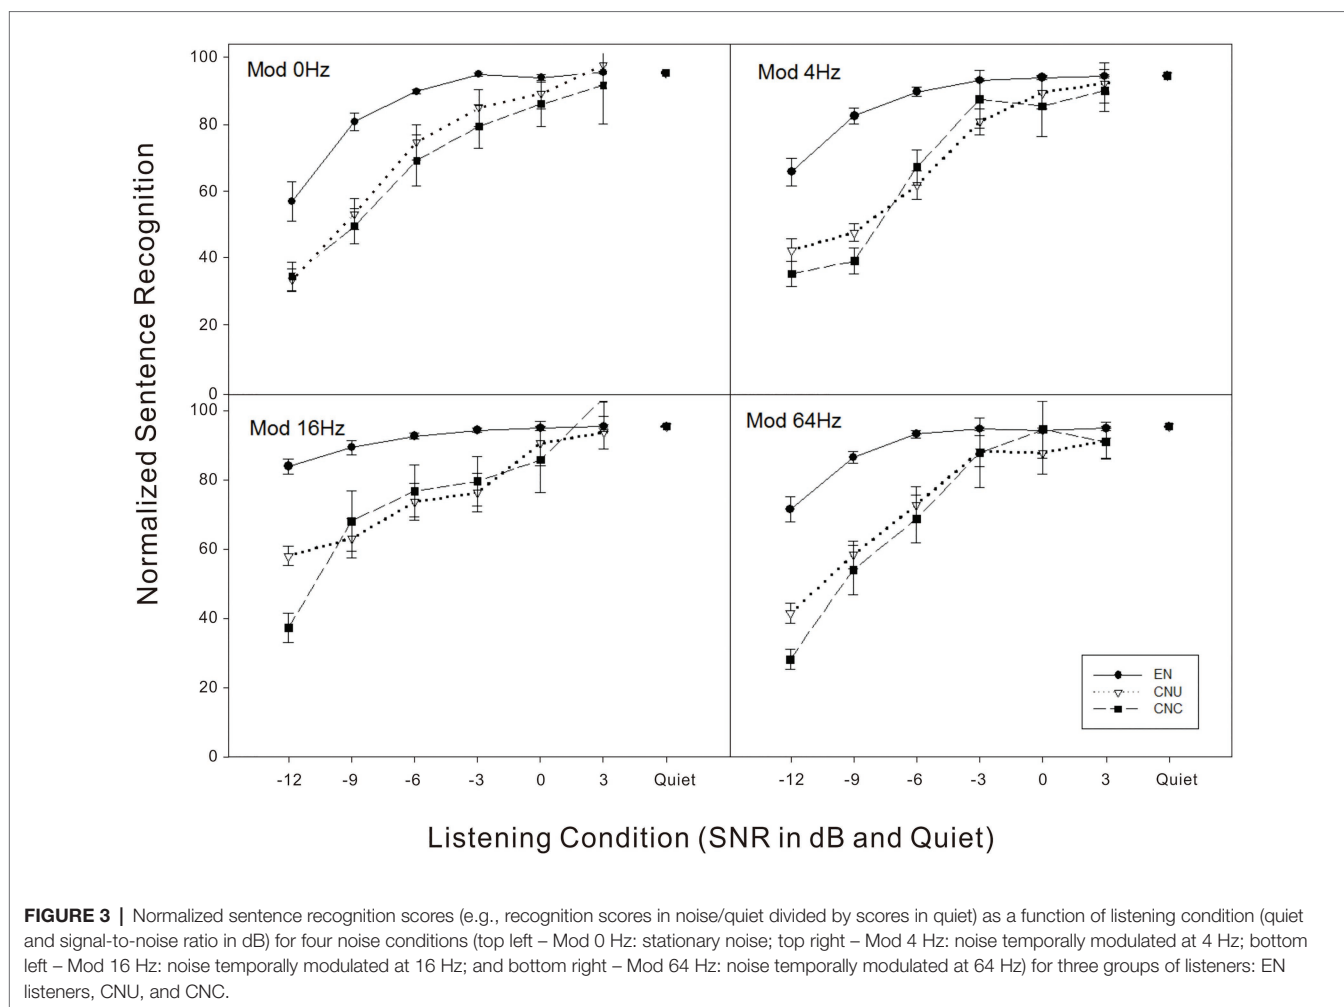 Normalized Sentence Recognition
Mod 0Hz
Mod 4Hz
100
80
60
40
20
0
Mod 16Hz
Mod 64Hz
100
80
60
40
20
0
EN
CNU
CNC
-12 -9 -6 -3 0 3 Quiet
-12 -9 -6 -3 0 3 Quiet
Listening Condition (SNR in dB and Quiet)
FIGURE 3 | Normalized sentence recognition scores (e.g., recognition scores in noise/quiet divided by scores in quiet) as a function of listening condition (quiet
and signal-to-noise ratio in dB) for four noise conditions (top left – Mod 0 Hz: stationary noise; top right – Mod 4 Hz: noise temporally modulated at 4 Hz; bottom
left – Mod 16 Hz: noise temporally modulated at 16 Hz; and bottom right – Mod 64 Hz: noise temporally modulated at 64 Hz) for three groups of listeners: EN
listeners, CNU, and CNC.